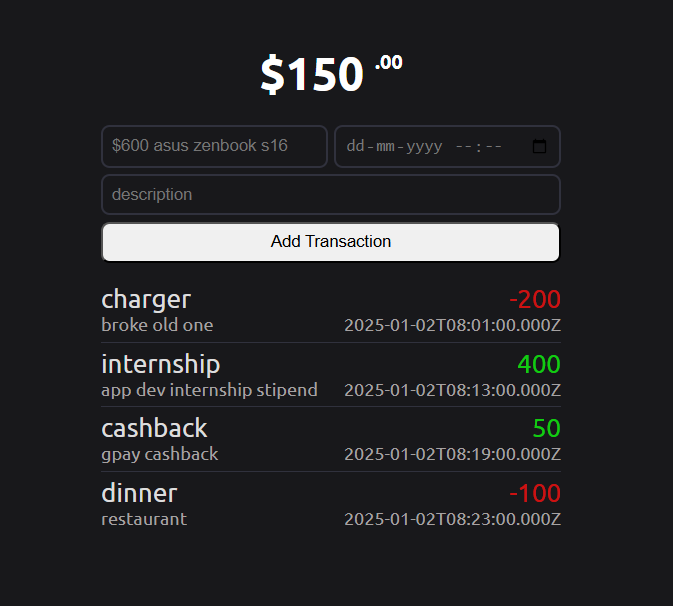 $150 .00
$600 asus zenbook s16 dd-mm-yyyy --:--
description
Add Transaction
charger -200
broke old one 2025-01-02T08:01:00.000Z
internship 400
app dev internship stipend 2025-01-02T08:13:00.000Z
cashback 50
gpay cashback 2025-01-02T08:19:00.000Z
dinner -100
restaurant 2025-01-02T08:23:00.000Z